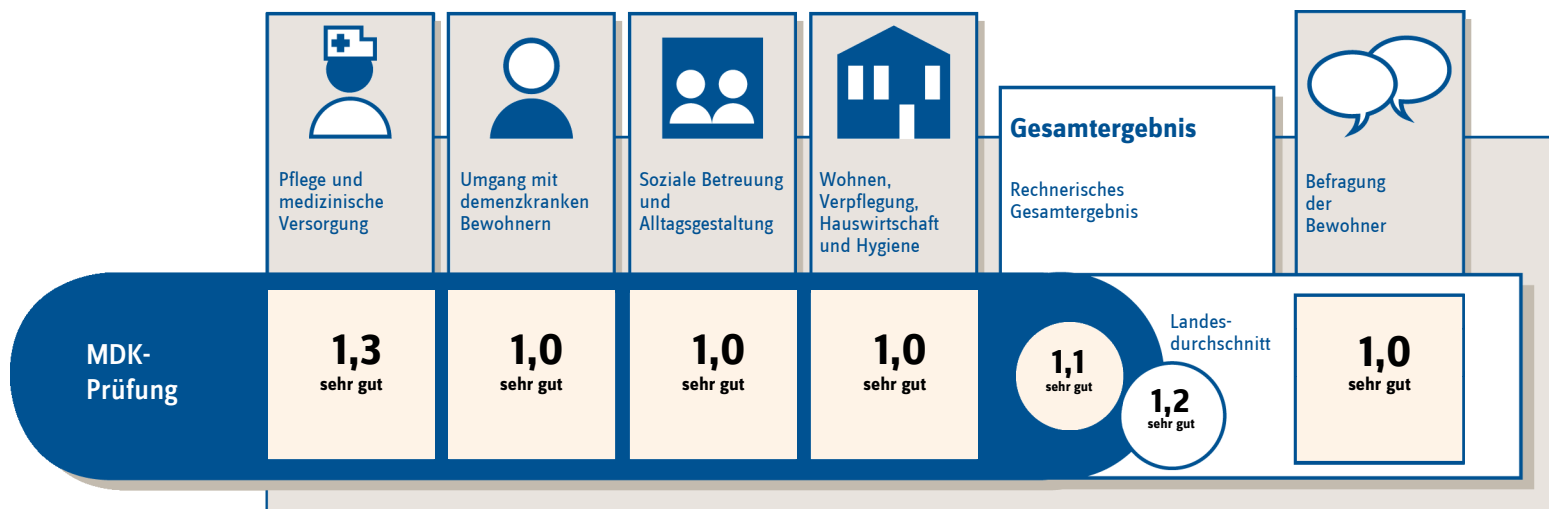 Pflege und
medizinische
Versorgung
Umgang mit
demenzkranken
Bewohnern
Soziale Betreuung
und
Alltagsgestaltung
Wohnen,
Verpflegung,
Hauswirtschaft
und Hygiene
Gesamtergebnis
Rechnerisches
Gesamtergebnis
Befragung
der
Bewohner
MDK-
Prüfung
1,3
sehr gut
1,0
sehr gut
1,0
sehr gut
1,0
sehr gut
1,1
sehr gut
Landes-
durchschnitt
1,2
sehr gut
1,0
sehr gut